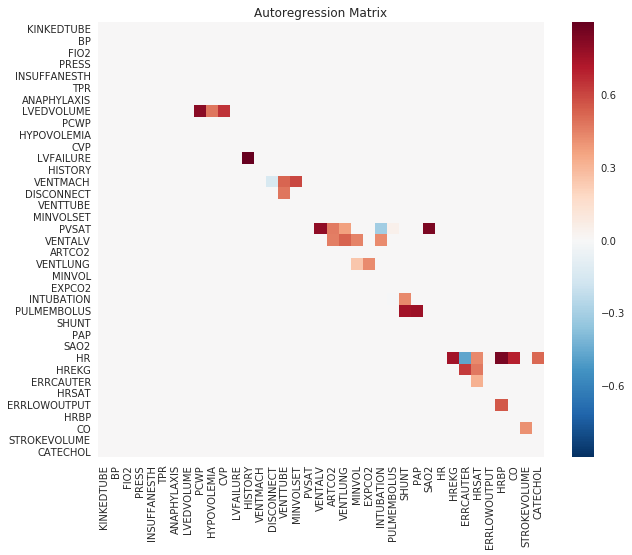 Autoregression Matrix
KINKEDTUBE
BP
FIO2
PRESS
INSUFFANESTH
TPR
ANAPHYLAXIS
LVEDVOLUME
PCWP
HYPOVOLEMIA
CVP
LVFAILURE
HISTORY
VENTMACH
DISCONNECT
VENTTUBE
MINVOLSET
PVSAT
VENTALV
ARTCO2
VENTLUNG
MINVOL
EXPCO2
INTUBATION
PULMEMBOLUS
SHUNT
PAP
SAO2
HR
HREKG
ERRCAUTER
HRSAT
ERRLOWOUTPUT
HRBP
CO
STROKEVOLUME
CATECHOL
KINKEDTUBE
BP
FIO2
PRESS
INSUFFANESTH
TPR
ANAPHYLAXIS
LVEDVOLUME
PCWP
HYPOVOLEMIA
CVP
LVFAILURE
HISTORY
VENTMACH
DISCONNECT
VENTTUBE
MINVOLSET
PVSAT
VENTALV
ARTCO2
VENTLUNG
MINVOL
EXPCO2
INTUBATION
PULMEMBOLUS
SHUNT
PAP
SAO2
HR
HREKG
ERRCAUTER
HRSAT
ERRLOWOUTPUT
HRBP
CO
STROKEVOLUME
CATECHOL
0.6
0.3
0.0
−0.3
−0.6